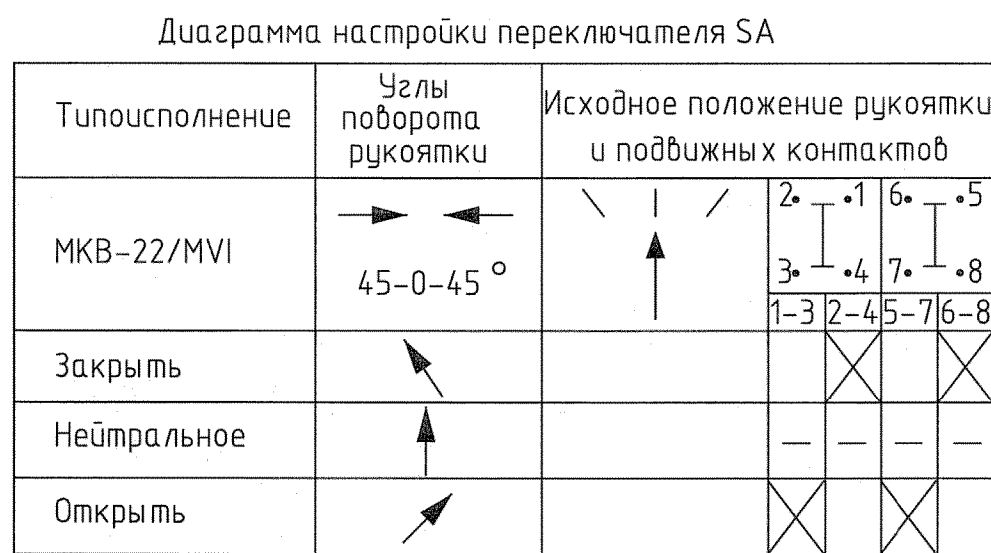 Диаграмма настройки переключателя SA
Типоисполнение
Углы
поворота
рукоятки
Исходное положение рукоятки
и подвижных контактов
МКВ-22/MVI
45-0-45°
2 1 6 5
3 4 7 8
1-3 2-4 5-7 6-8
Закрыть
Нейтральное
— — — —
Открыть